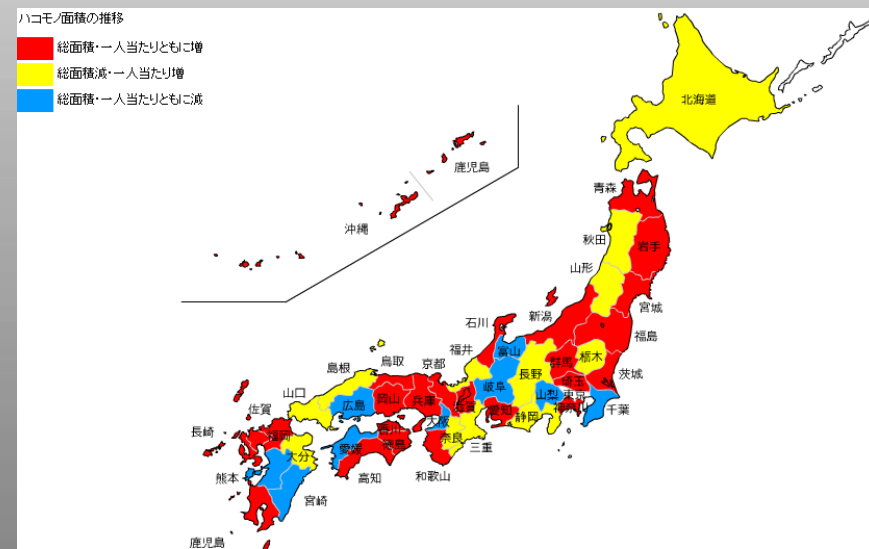 ハコモノ面積の推移
総面積・一人当たりともに増
総面積減・一人当たり増
総面積・一人当たりともに減
北海道
鹿児島
沖縄
青森
秋田
岩手
山形
宮城
新潟
石川
福島
富山
福井
群馬
栃木
長野
茨城
埼玉
島根
鳥取
京都
岐阜
山梨
東京
神奈川
千葉
山口
広島
岡山
兵庫
滋賀
愛知
静岡
佐賀
大阪
香川
徳島
奈良
三重
長崎
福岡
大分
愛媛
高知
和歌山
熊本
宮崎
鹿児島